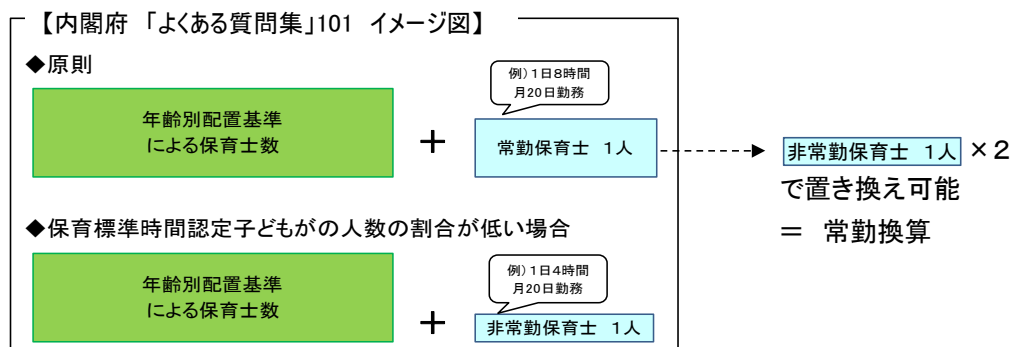 【内閣府 「よくある質問集」101 イメージ図】
◆原則
例)1日8時間
月20日勤務
年齢別配置基準
による保育士数
+
常勤保育士 1人
非常勤保育士 1人 ×2
で置き換え可能
= 常勤換算
◆保育標準時間認定子どもがの人数の割合が低い場合
例)1日4時間
月20日勤務
年齢別配置基準
による保育士数
+
非常勤保育士 1人